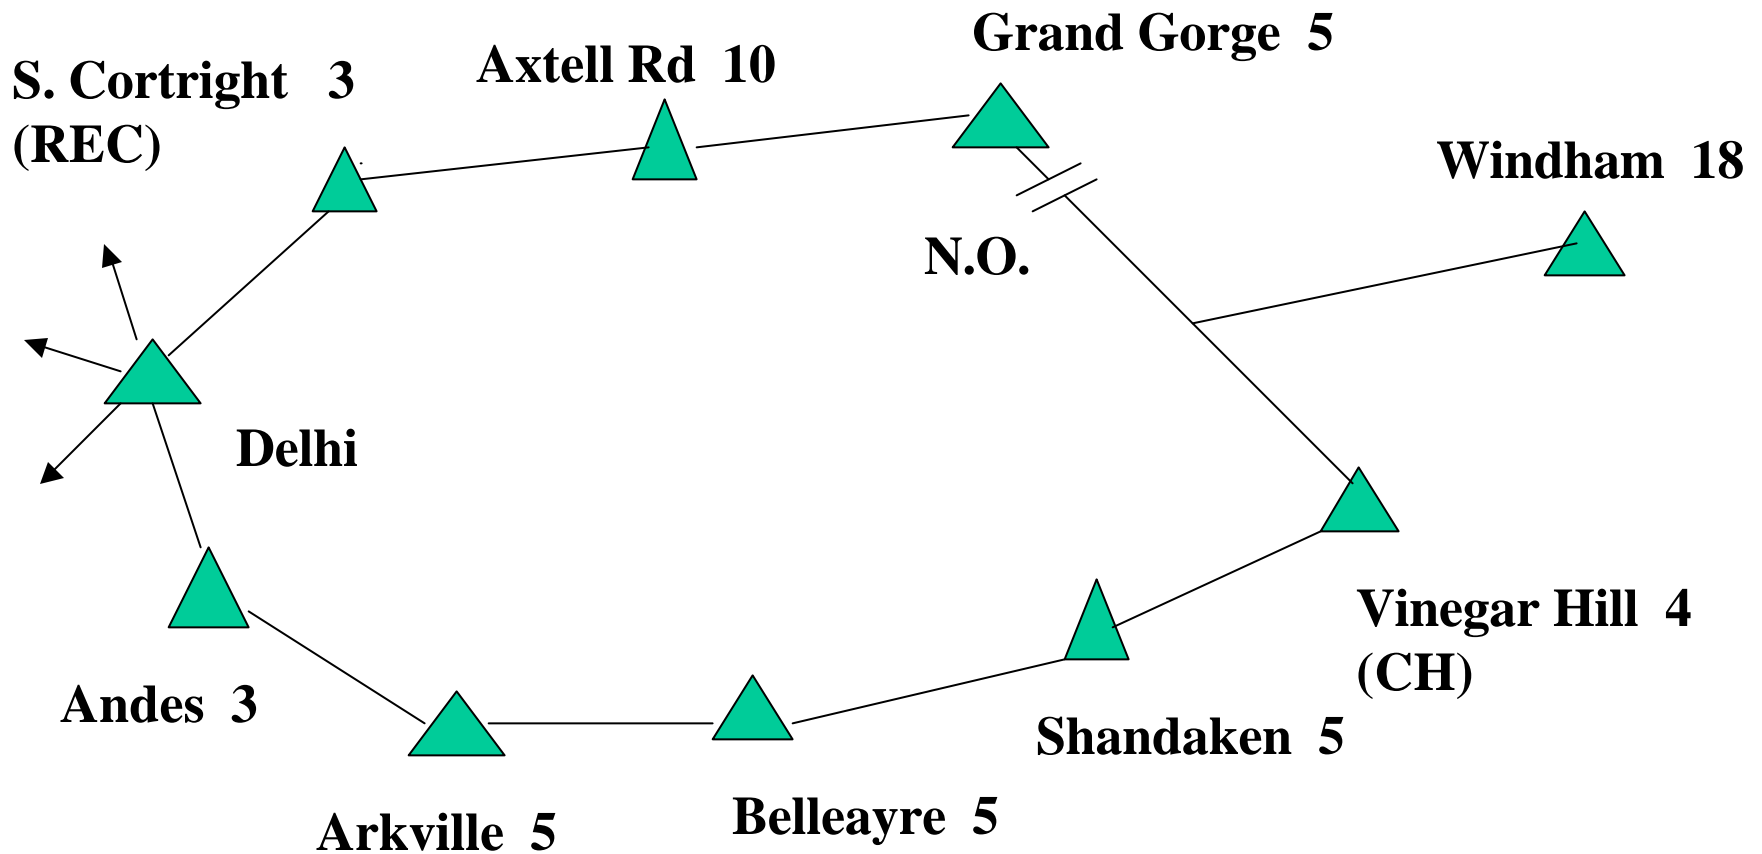 Grand Gorge 5
Axtell Rd 10
S. Cortright 3
(REC)
Windham 18
N.O.
Delhi
Vinegar Hill 4
(CH)
Andes 3
Shandaken 5
Belleayre 5
Arkville 5